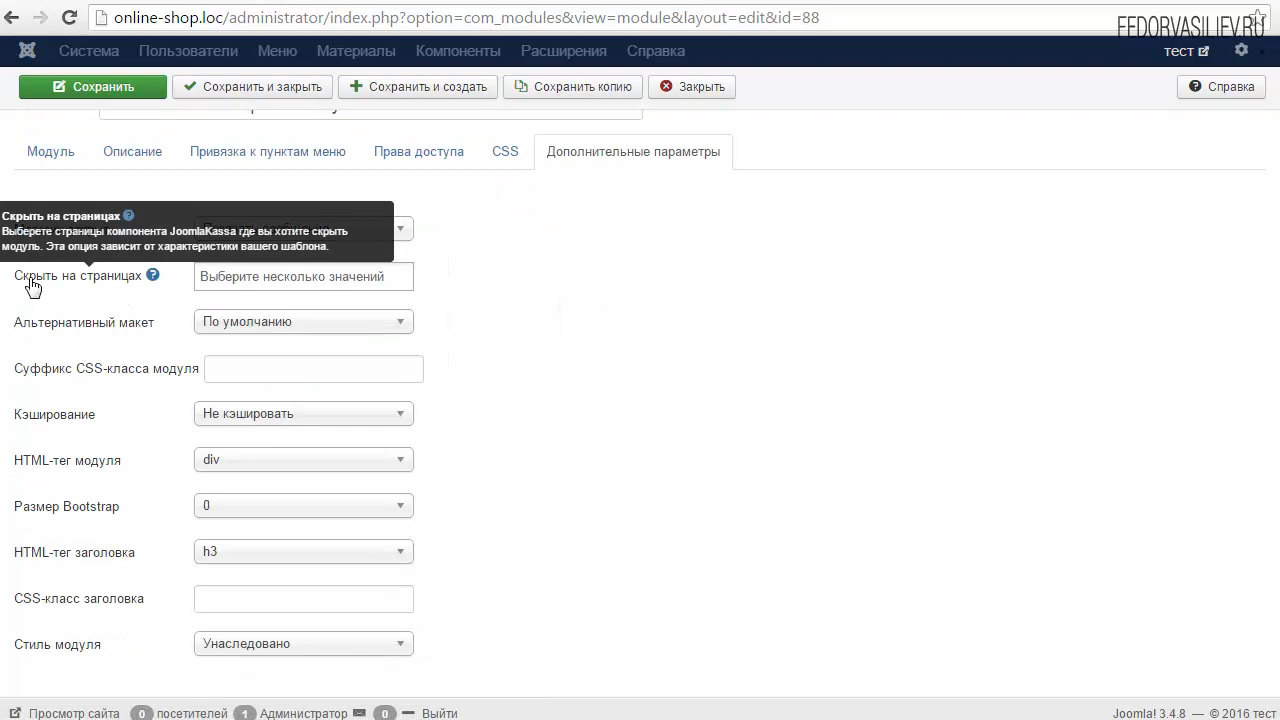 online-shop.loc/administrator/index.php?option=com_modules&view=module&layout=edit&id=88
FEDORVASILIEV.RU
Система Пользователи Меню Материалы Компоненты Расширения Справка тест
Сохранить Сохранить и закрыть Сохранить и создать Сохранить копию Закрыть Справка
Модуль Описание Привязка к пунктам меню Права доступа CSS Дополнительные параметры
Скрыть на страницах
Выберете страницы компонента JoomlaKassa где вы хотите скрыть
модуль. Эта опция зависит от характеристики вашего шаблона.
Скрыть на страницах Выберите несколько значений
Альтернативный макет По умолчанию
Суффикс CSS-класса модуля
Кэширование Не кэшировать
HTML-тег модуля div
Размер Bootstrap 0
HTML-тег заголовка h3
CSS-класс заголовка
Стиль модуля Унаследовано
Просмотр сайта 0 посетителей 1 Администратор 0 Выйти Joomla! 3.4.8 — © 2016 тест